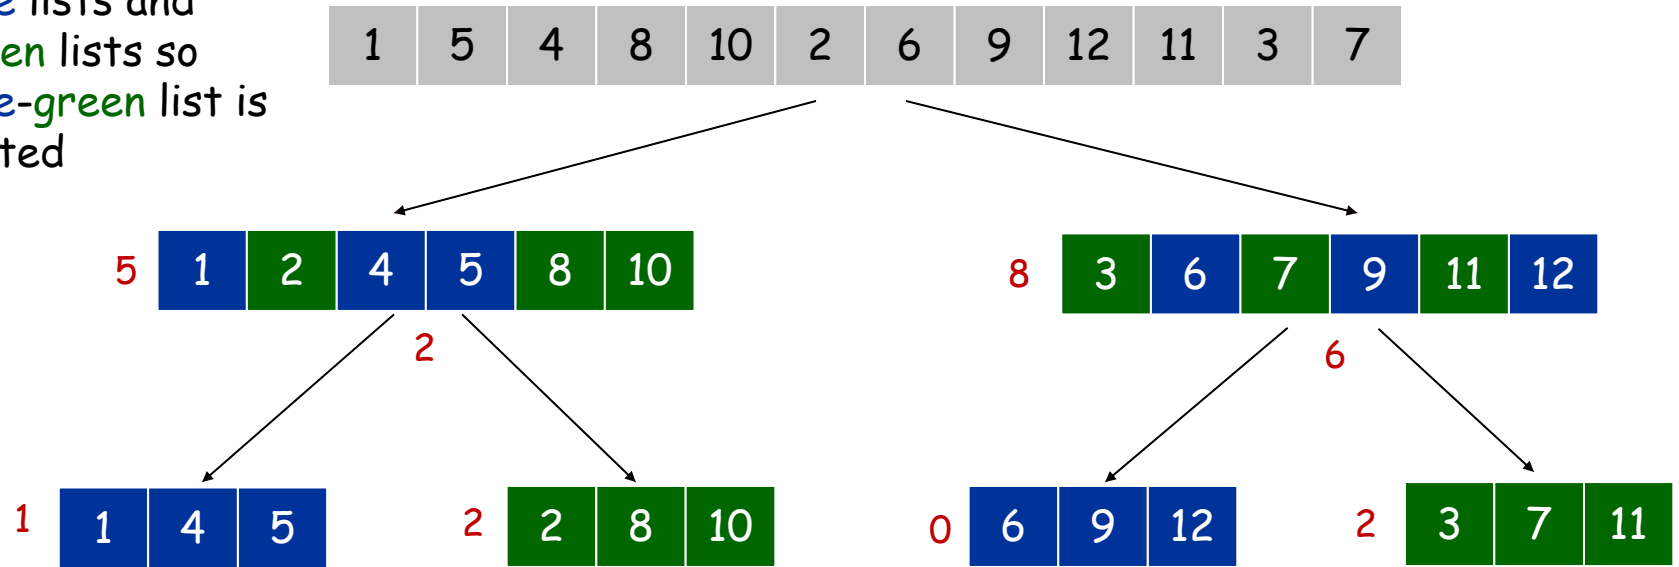 lists and
lists so
-green list is
1 5 4 8 10 2 6 9 12 11 3 7
5 1 2 4 5 8 10
8 3 6 7 9 11 12
2
6
1 1 4 5
2 2 8 10
0 6 9 12
2 3 7 11